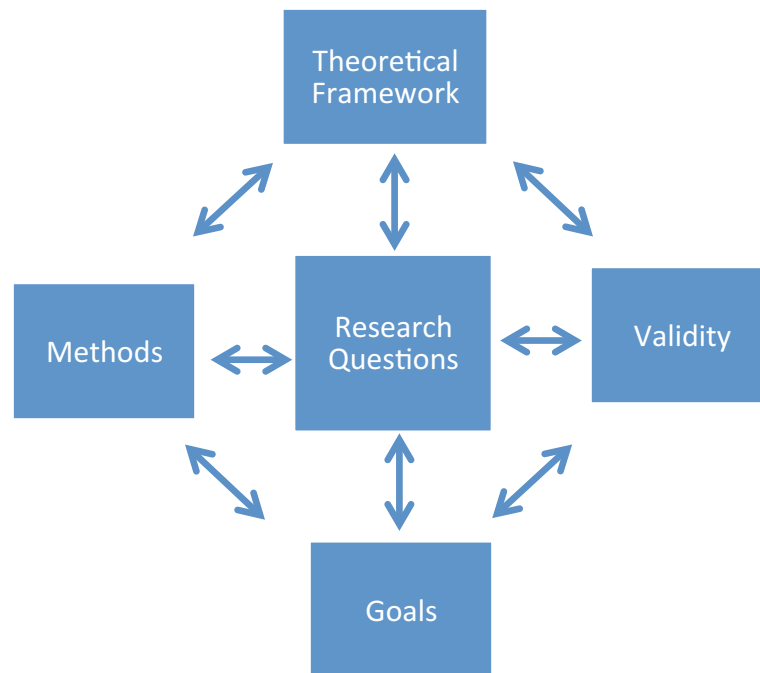 Theoretical
Framework
Methods
Research
Questions
Validity
Goals